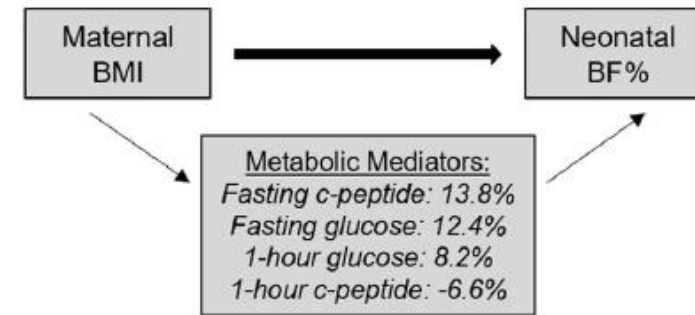 Maternal
BMI
Neonatal
BF%
Metabolic Mediators:
Fasting c-peptide: 13.8%
Fasting glucose: 12.4%
1-hour glucose: 8.2%
1-hour c-peptide: -6.6%